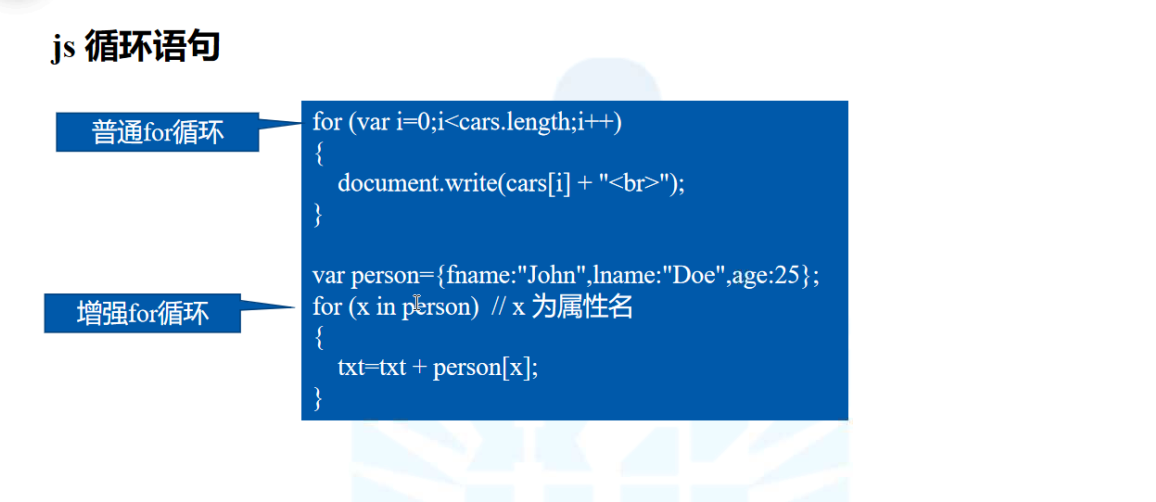 js 循环语句
普通for循环
for (var i=0;i<cars.length;i++)
{
document.write(cars[i] + "<br>");
}
var person={fname:"John",lname:"Doe",age:25};
增强for循环
for (x in person) // x 为属性名
{
txt=txt + person[x];
}